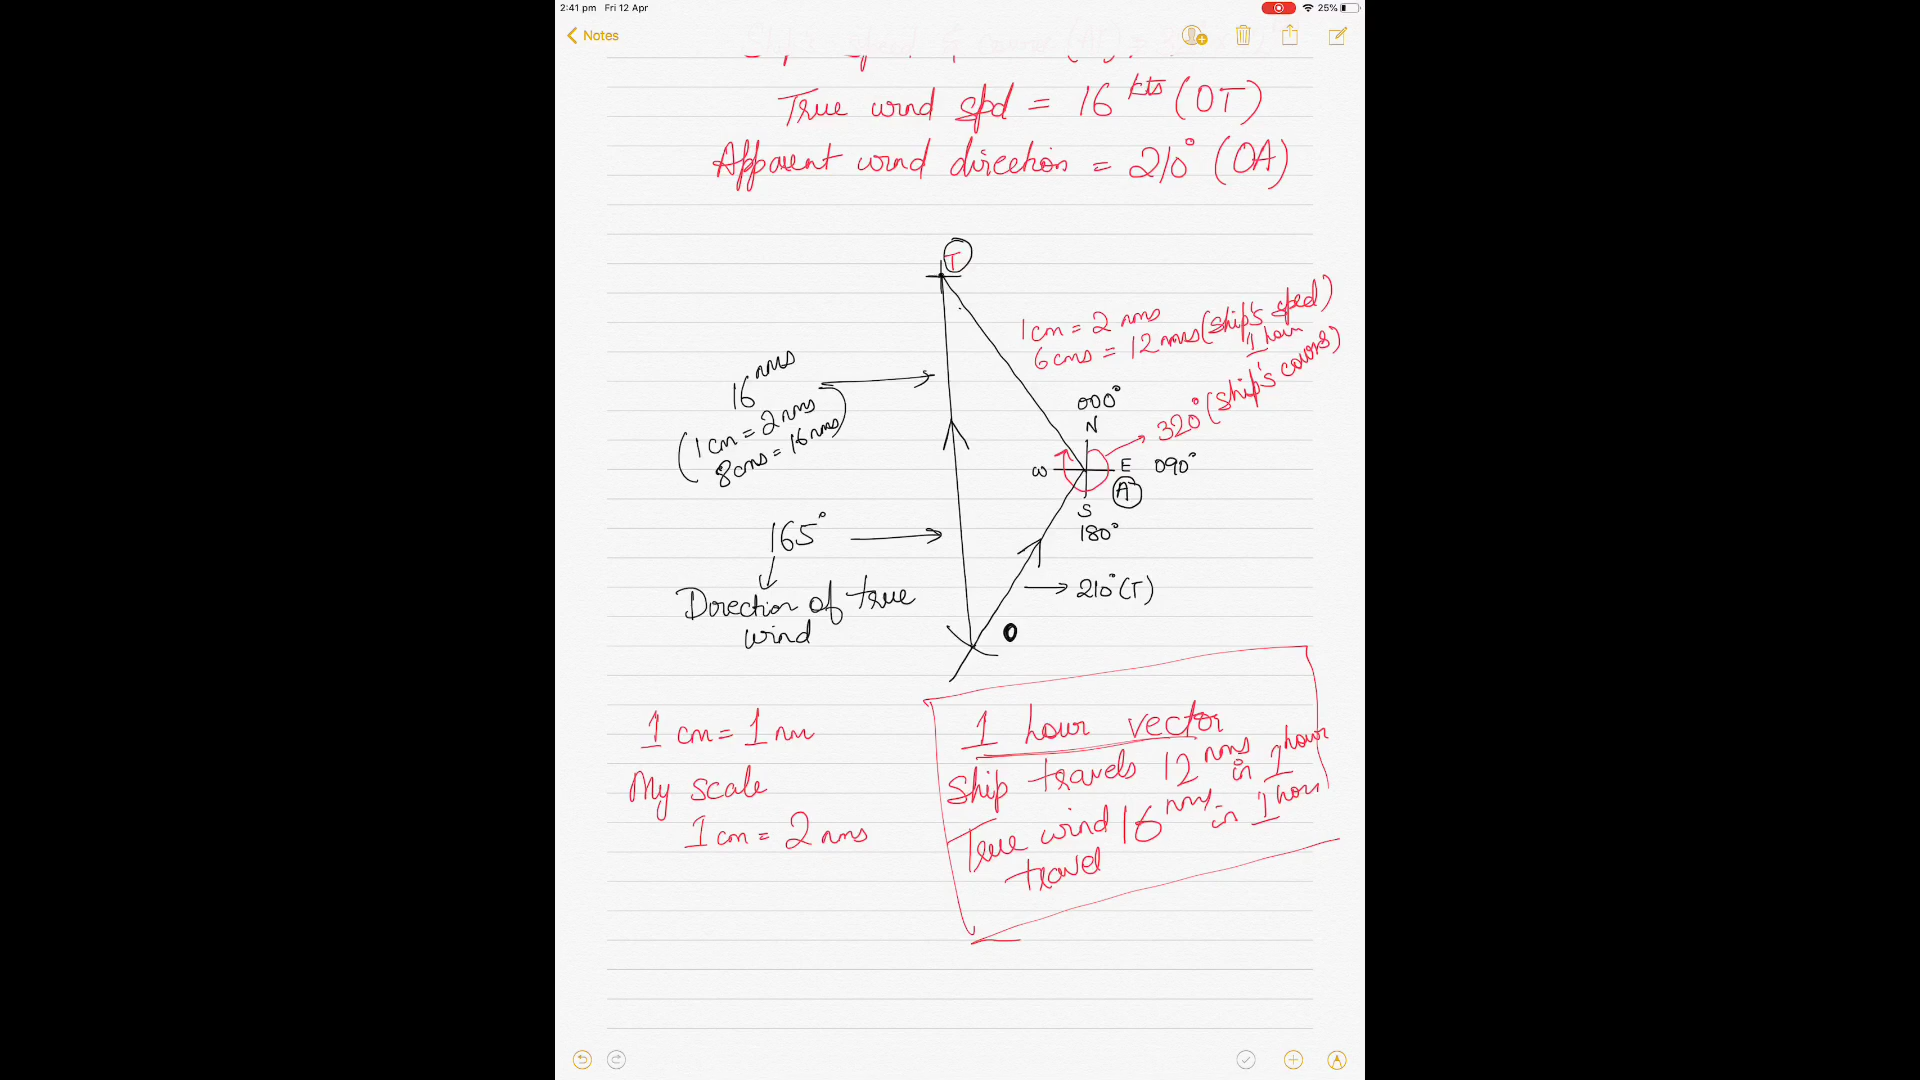 2:41 pm Fri 12 Apr
25%
Notes
True wind spd = 16 kts (OT)
Apparent wind direction = 210° (OA)
T
1 cm = 2 nms
6 cms = 12 nms (ship's sped)
1 hour
320° (ship's course)
16 nms
(1 cm = 2 nms
8 cms = 16 nms)
000°
N
W
E 090°
A
S
180°
165°
210° (T)
Direction of true
wind
O
1 cm = 1 nm
My scale
1 cm = 2 nms
1 hour vector
Ship travels 12 nms in 1 hour
True wind 16 nms in 1 hour
travel